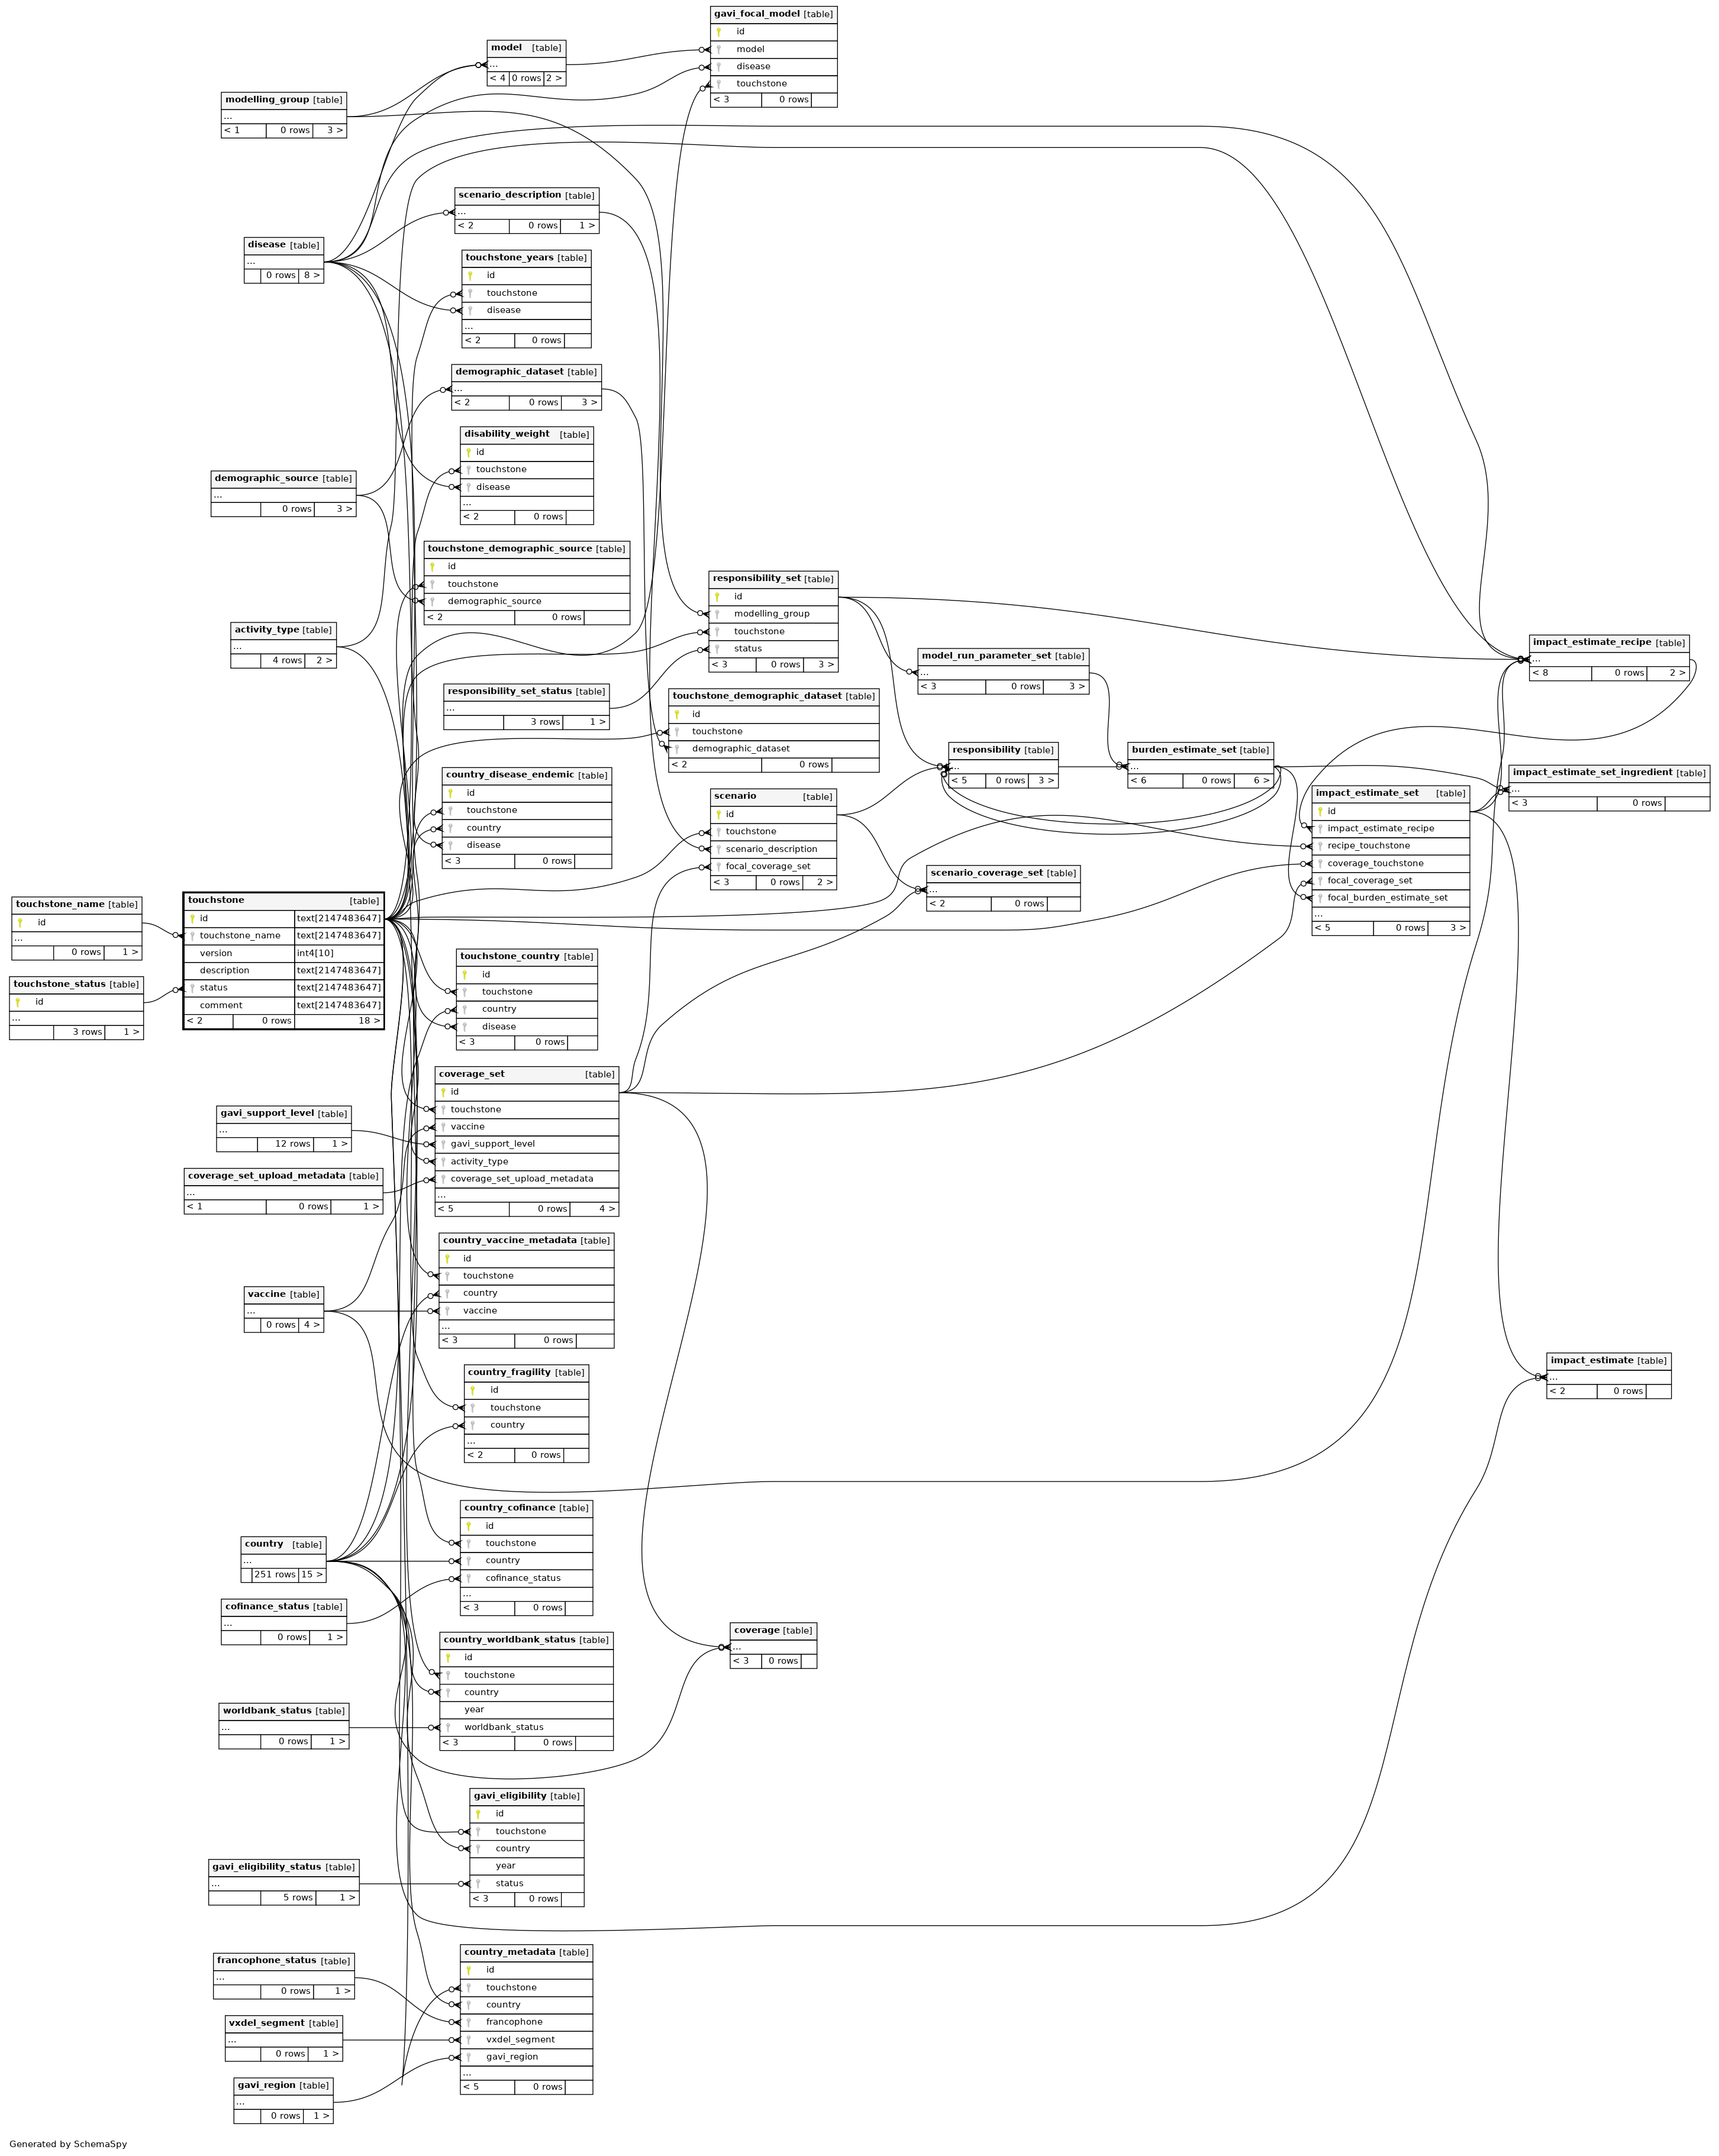 gavi_focal_model [table]
id
model
disease
touchstone
< 3 0 rows
model [table]
...
< 4 0 rows 2 >
modelling_group [table]
...
< 1 0 rows 3 >
scenario_description [table]
...
< 2 0 rows 1 >
disease [table]
...
0 rows 8 >
touchstone_years [table]
id
touchstone
disease
...
< 2 0 rows
demographic_dataset [table]
...
< 2 0 rows 3 >
disability_weight [table]
id
touchstone
disease
...
< 2 0 rows
demographic_source [table]
...
0 rows 3 >
touchstone_demographic_source [table]
id
touchstone
demographic_source
< 2 0 rows
activity_type [table]
...
4 rows 2 >
responsibility_set [table]
id
modelling_group
touchstone
status
< 3 0 rows 3 >
impact_estimate_recipe [table]
...
< 8 0 rows 2 >
model_run_parameter_set [table]
...
< 3 0 rows 3 >
responsibility_set_status [table]
...
3 rows 1 >
touchstone_demographic_dataset [table]
id
touchstone
demographic_dataset
< 2 0 rows
responsibility [table]
...
< 5 0 rows 3 >
burden_estimate_set [table]
...
< 6 0 rows 6 >
impact_estimate_set_ingredient [table]
...
< 3 0 rows
country_disease_endemic [table]
id
touchstone
country
disease
< 3 0 rows
scenario [table]
id
touchstone
scenario_description
focal_coverage_set
< 3 0 rows 2 >
impact_estimate_set [table]
id
impact_estimate_recipe
recipe_touchstone
coverage_touchstone
focal_coverage_set
focal_burden_estimate_set
...
< 5 0 rows 3 >
scenario_coverage_set [table]
...
< 2 0 rows
touchstone_name [table]
id
...
0 rows 1 >
touchstone_status [table]
id
...
3 rows 1 >
touchstone [table]
id text[2147483647]
touchstone_name text[2147483647]
version int4[10]
description text[2147483647]
status text[2147483647]
comment text[2147483647]
< 2 0 rows 18 >
touchstone_country [table]
id
touchstone
country
disease
< 3 0 rows
coverage_set [table]
id
touchstone
vaccine
gavi_support_level
activity_type
coverage_set_upload_metadata
...
< 5 0 rows 4 >
gavi_support_level [table]
...
12 rows 1 >
coverage_set_upload_metadata [table]
...
< 1 0 rows 1 >
country_vaccine_metadata [table]
id
touchstone
country
vaccine
...
< 3 0 rows
vaccine [table]
...
0 rows 4 >
country_fragility [table]
id
touchstone
country
...
< 2 0 rows
impact_estimate [table]
...
< 2 0 rows
country_cofinance [table]
id
touchstone
country
cofinance_status
...
< 3 0 rows
country [table]
...
251 rows 15 >
cofinance_status [table]
...
0 rows 1 >
coverage [table]
...
< 3 0 rows
country_worldbank_status [table]
id
touchstone
country
year
worldbank_status
< 3 0 rows
worldbank_status [table]
...
0 rows 1 >
gavi_eligibility [table]
id
touchstone
country
year
status
< 3 0 rows
gavi_eligibility_status [table]
...
5 rows 1 >
country_metadata [table]
id
touchstone
country
francophone
vxdel_segment
gavi_region
...
< 5 0 rows
francophone_status [table]
...
0 rows 1 >
vxdel_segment [table]
...
0 rows 1 >
gavi_region [table]
...
0 rows 1 >
Generated by SchemaSpy